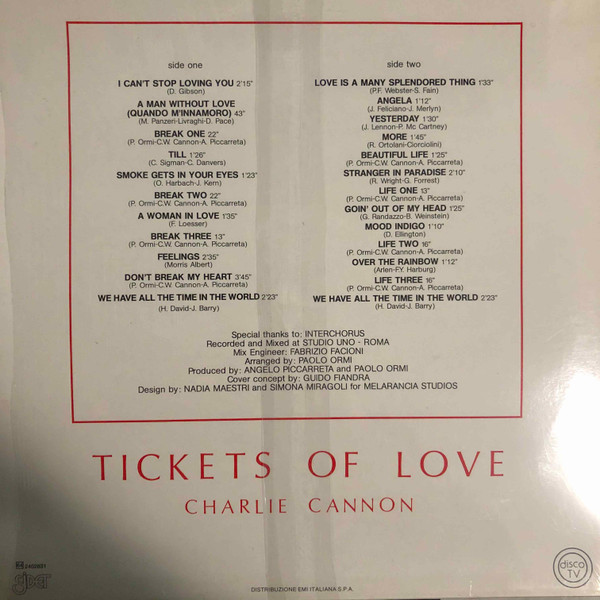 side one
I CAN'T STOP LOVING YOU 2'15"
(D. Gibson)
A MAN WITHOUT LOVE
(QUANDO M'INNAMORO) 43"
(M. Panzeri-Livraghi-D. Pace)
BREAK ONE 22"
(P. Ormi-C.W. Cannon-A. Piccarreta)
TILL 1'26"
(C. Sigman-C. Danvers)
SMOKE GETS IN YOUR EYES 1'23"
(O. Harbach-J. Kern)
BREAK TWO 22"
(P. Ormi-C.W. Cannon-A. Piccarreta)
A WOMAN IN LOVE 1'35"
(F. Loesser)
BREAK THREE 13"
(P. Ormi-C.W. Cannon-A. Piccarreta)
FEELINGS 2'35"
(Morris Albert)
DON'T BREAK MY HEART 3'45"
(P. Ormi-C.W. Cannon-A. Piccarreta)
WE HAVE ALL THE TIME IN THE WORLD 2'23"
(H. David-J. Barry)
side two
LOVE IS A MANY SPLENDORED THING 1'33"
(P.F. Webster-S. Fain)
ANGELA 1'12"
(J. Feliciano-J. Merlyn)
YESTERDAY 1'30"
(J. Lennon-P. Mc Cartney)
MORE 1'45"
(R. Ortolani-Ciorciolini)
BEAUTIFUL LIFE 1'25"
(P. Ormi-C.W. Cannon-A. Piccarreta)
STRANGER IN PARADISE 2'10"
(R. Wright-G. Forrest)
LIFE ONE 13"
(P. Ormi-C.W. Cannon-A. Piccarreta)
GOIN' OUT OF MY HEAD 1'25"
(G. Randazzo-B. Weinstein)
MOOD INDIGO 1'10"
(D. Ellington)
LIFE TWO 16"
(P. Ormi-C.W. Cannon-A. Piccarreta)
OVER THE RAINBOW 1'12"
(Arlen-F.Y. Harburg)
LIFE THREE 16"
(P. Ormi-C.W. Cannon-A. Piccarreta)
WE HAVE ALL THE TIME IN THE WORLD 2'23"
(H. David-J. Barry)
Special thanks to: INTERCHORUS
Recorded and Mixed at STUDIO UNO - ROMA
Mix Engineer: FABRIZIO FACIONI
Arranged by: PAOLO ORMI
Produced by: ANGELO PICCARRETA and PAOLO ORMI
Cover concept by: GUIDO FIANDRA
Design by: NADIA MAESTRI and SIMONA MIRAGOLI for MELARANCIA STUDIOS
TICKETS OF LOVE
CHARLIE CANNON
disco
TV
DISTRIBUZIONE EMI ITALIANA S.P.A.